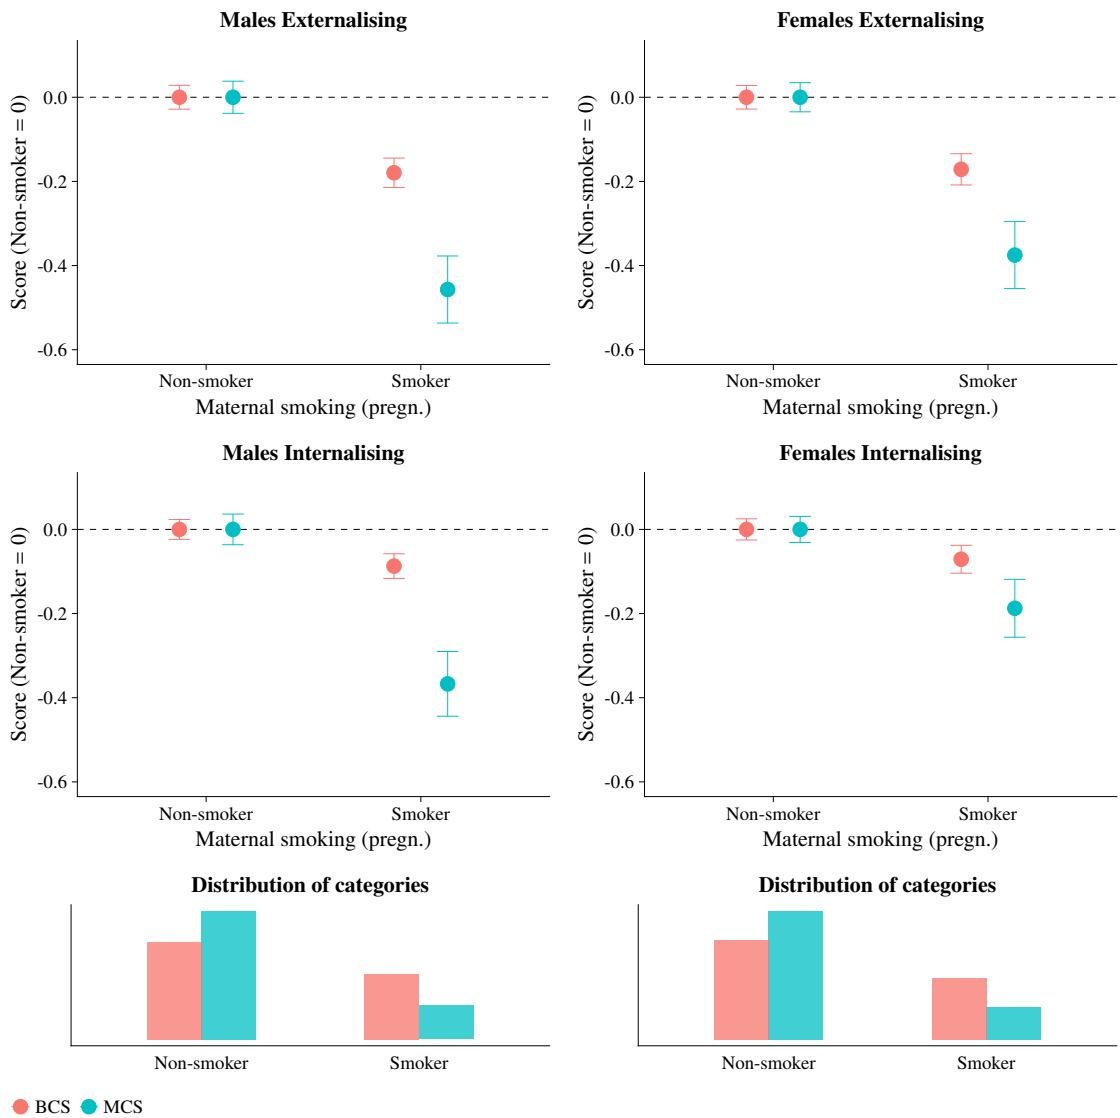 Males Externalising
Females Externalising
Score (Non-smoker = 0)
0.0
-0.2
-0.4
-0.6
Non-smoker Smoker
Maternal smoking (pregn.)
Score (Non-smoker = 0)
0.0
-0.2
-0.4
-0.6
Non-smoker Smoker
Maternal smoking (pregn.)
Males Internalising
Females Internalising
Score (Non-smoker = 0)
0.0
-0.2
-0.4
-0.6
Non-smoker Smoker
Maternal smoking (pregn.)
Score (Non-smoker = 0)
0.0
-0.2
-0.4
-0.6
Non-smoker Smoker
Maternal smoking (pregn.)
Distribution of categories
Distribution of categories
Non-smoker Smoker
Non-smoker Smoker
BCS MCS